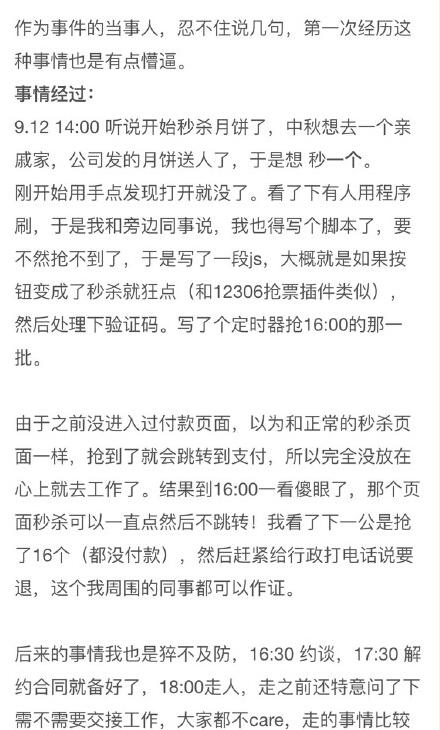 作为事件的当事人，忍不住说几句，第一次经历这
种事情也是有点懵逼。
事情经过：
9.12 14:00 听说开始秒杀月饼了，中秋想去一个亲
戚家，公司发的月饼送人了，于是想 秒一个。
刚开始用手点发现打开就没了。看了下有人用程序
刷，于是我和旁边同事说，我也得写个脚本了，要
不然抢不到了，于是写了一段js，大概就是如果按
钮变成了秒杀就狂点（和12306抢票插件类似），
然后处理下验证码。写了个定时器抢16:00的那一
批。
由于之前没进入过付款页面，以为和正常的秒杀页
面一样，抢到了就会跳转到支付，所以完全没放在
心上就去工作了。结果到16:00一看傻眼了，那个页
面秒杀可以一直点然后不跳转！我看了下一公是抢
了16个（都没付款），然后赶紧给行政打电话说要
退，这个我周围的同事都可以作证。
后来的事情我也是猝不及防，16:30 约谈，17:30 解
约合同就备好了，18:00走人，走之前还特意问了下
需不需要交接工作，大家都不care，走的事情比较